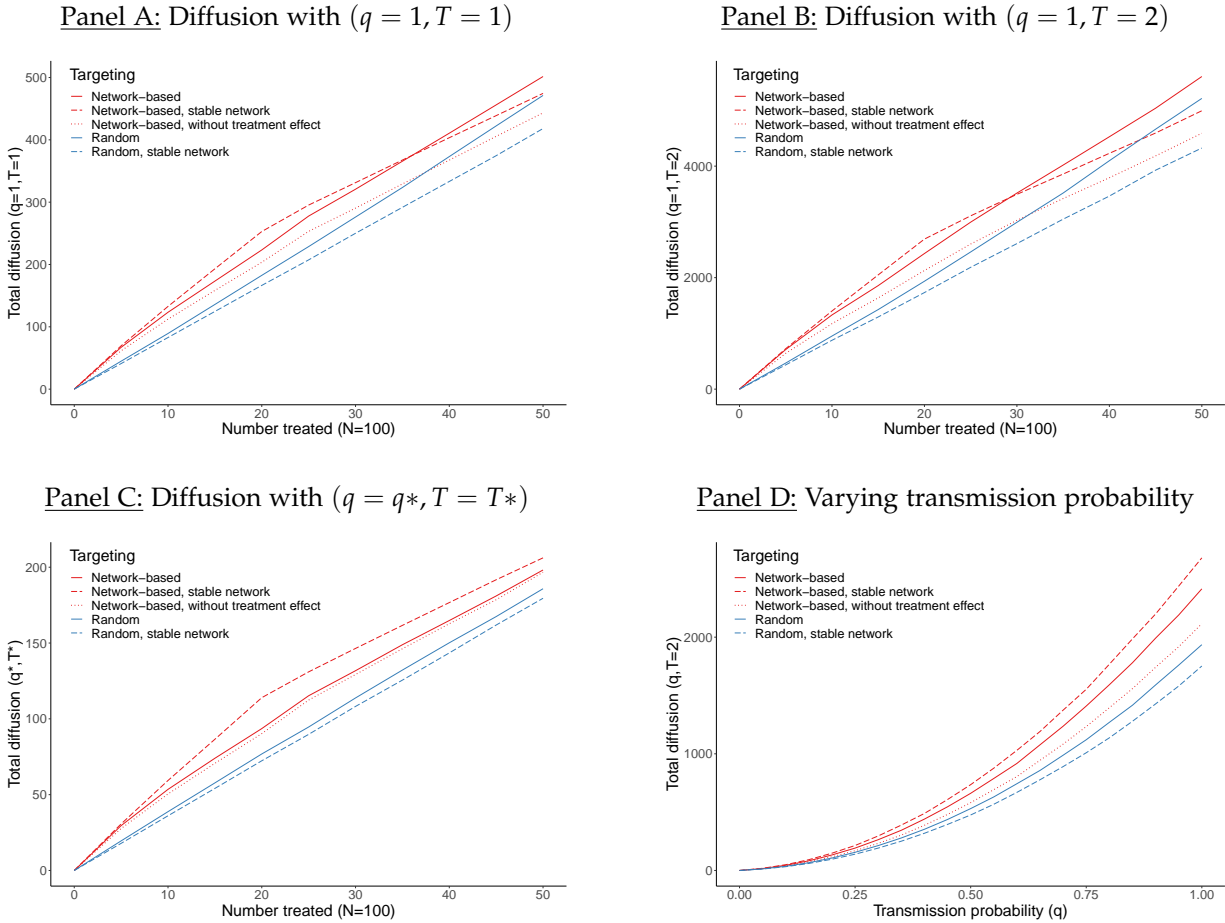 Panel A: Diffusion with (q = 1, T = 1)
Total diffusion (q=1,T=1)
500
400
300
200
100
0
Targeting
Network−based
Network−based, stable network
Network−based, without treatment effect
Random
Random, stable network
0 10 20 30 40 50
Number treated (N=100)
Panel B: Diffusion with (q = 1, T = 2)
Total diffusion (q=1,T=2)
4000
2000
0
Targeting
Network−based
Network−based, stable network
Network−based, without treatment effect
Random
Random, stable network
0 10 20 30 40 50
Number treated (N=100)
Panel C: Diffusion with (q = q∗, T = T∗)
Total diffusion (q*,T*)
200
150
100
50
0
Targeting
Network−based
Network−based, stable network
Network−based, without treatment effect
Random
Random, stable network
0 10 20 30 40 50
Number treated (N=100)
Panel D: Varying transmission probability
Total diffusion (q,T=2)
2000
1000
0
Targeting
Network−based
Network−based, stable network
Network−based, without treatment effect
Random
Random, stable network
0.00 0.25 0.50 0.75 1.00
Transmission probability (q)